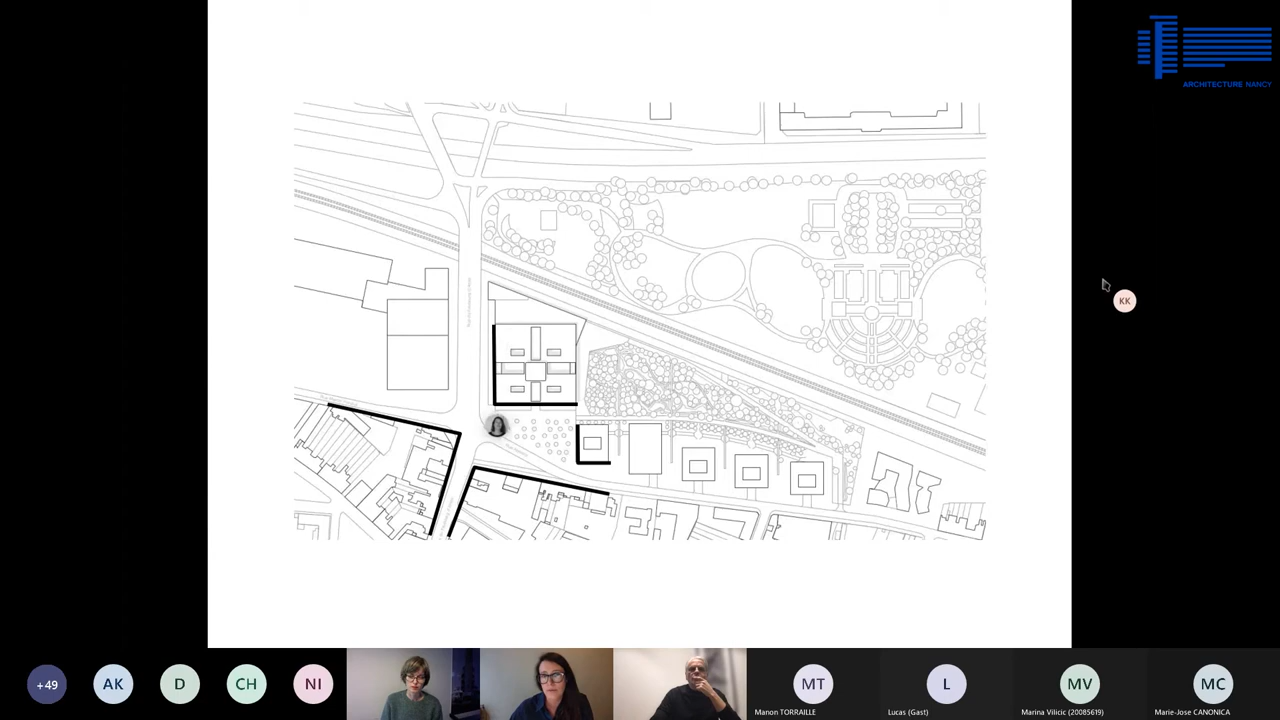 ARCHITECTURE NANCY
KK
+49
AK
D
CH
NI
MT
Manon TORRAILLE
L
Lucas (Gast)
MV
Marina Vilicic (20085619)
MC
Marie-Jose CANONICA